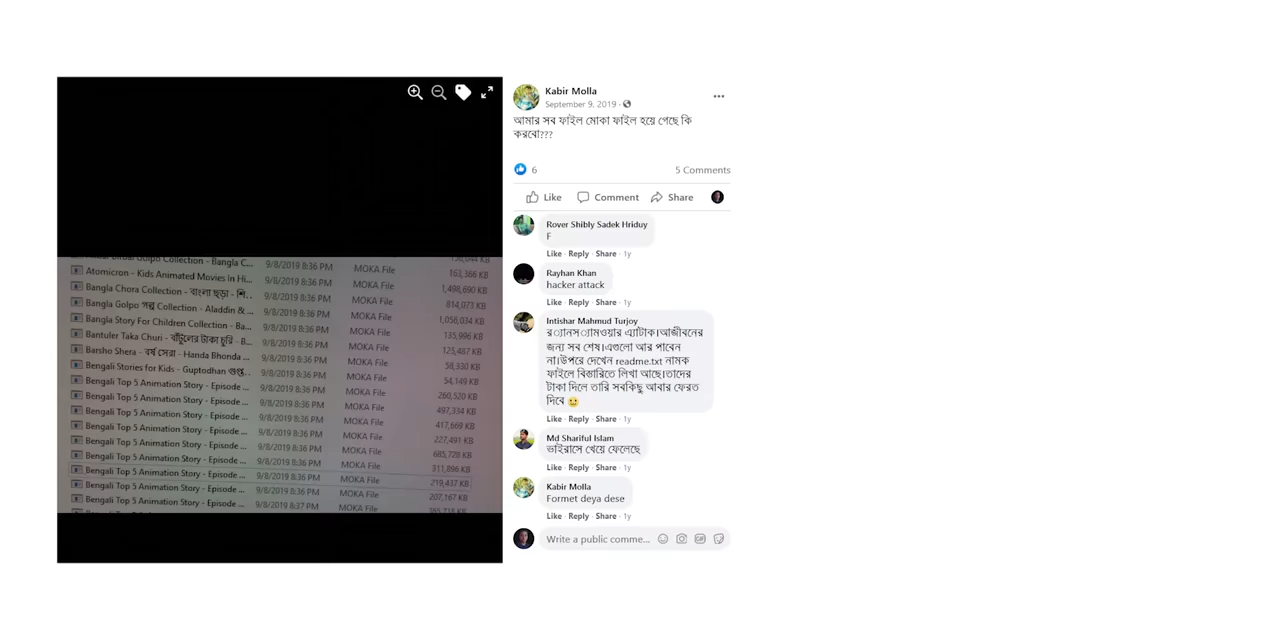 Kabir Molla
September 9, 2019 ·
আমার সব ফাইল মোকা ফাইল হয়ে গেছে কি
করবো???
6 5 Comments
Like Comment Share
Rover Shibly Sadek Hriduy
F
Like · Reply · Share · 1y
Rayhan Khan
hacker attack
Like · Reply · Share · 1y
Intishar Mahmud Turjoy
র‍্যানস‍্যামওয়ার এ্যাটাক।আজীবনের
জন্য সব শেষ।এগুলো আর পাবেন
না।উপরে দেখেন readme.txt নামক
ফাইলে বিস্তারিতে লিখা আছে।তাদের
টাকা দিলে তারি সবকিছু আবার ফেরত
দিবে
Like · Reply · Share · 1y
Md Shariful Islam
ভাইরাসে খেয়ে ফেলেছে
Like · Reply · Share · 1y
Kabir Molla
Formet deya dese
Like · Reply · Share · 1y
Write a public comme...
Golpo Collection - Bangla C... 9/8/2019 8:36 PM MOKA File
Atomicron - Kids Animated Movies In Hi... 9/8/2019 8:36 PM MOKA File 163,366 KB
Bangla Chora Collection - বাংলা ছড়া - শি... 9/8/2019 8:36 PM MOKA File 1,498,690 KB
Bangla Golpo গল্প Collection - Aladdin & ... 9/8/2019 8:36 PM MOKA File 814,073 KB
Bangla Story For Children Collection - Ba... 9/8/2019 8:36 PM MOKA File 1,056,034 KB
Bantuler Taka Churi - বাঁটুলের টাকা চুরি - B... 9/8/2019 8:36 PM MOKA File 135,996 KB
Barsho Shera - বর্ষ সেরা - Handa Bhonda ... 9/8/2019 8:36 PM MOKA File 125,487 KB
Bengali Stories for Kids - Guptodhan গুপ্ত... 9/8/2019 8:36 PM MOKA File 58,330 KB
Bengali Top 5 Animation Story - Episode ... 9/8/2019 8:36 PM MOKA File 54,149 KB
Bengali Top 5 Animation Story - Episode ... 9/8/2019 8:36 PM MOKA File 260,520 KB
Bengali Top 5 Animation Story - Episode ... 9/8/2019 8:36 PM MOKA File 497,334 KB
Bengali Top 5 Animation Story - Episode ... 9/8/2019 8:36 PM MOKA File 417,669 KB
Bengali Top 5 Animation Story - Episode ... 9/8/2019 8:36 PM MOKA File 227,491 KB
Bengali Top 5 Animation Story - Episode ... 9/8/2019 8:36 PM MOKA File 685,728 KB
Bengali Top 5 Animation Story - Episode ... 9/8/2019 8:36 PM MOKA File 311,896 KB
Bengali Top 5 Animation Story - Episode ... 9/8/2019 8:36 PM MOKA File 219,437 KB
Bengali Top 5 Animation Story - Episode ... 9/8/2019 8:37 PM MOKA File 207,167 KB